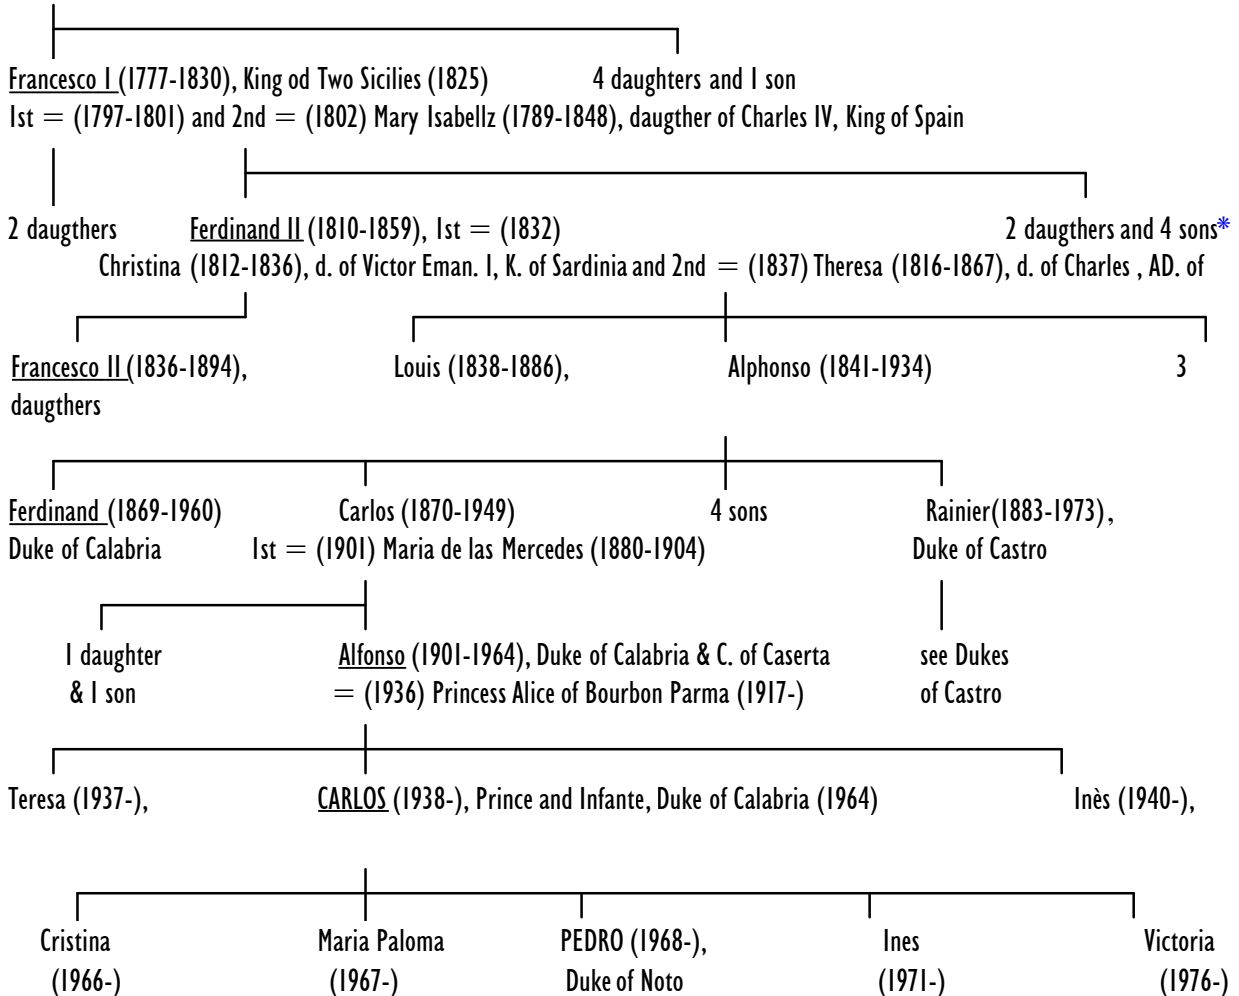 Francesco I (1777-1830), King od Two Sicilies (1825) 4 daughters and 1 son
1st = (1797-1801) and 2nd = (1802) Mary Isabellz (1789-1848), daugther of Charles IV, King of Spain
2 daugthers Ferdinand II (1810-1859), 1st = (1832) 2 daugthers and 4 sons*
Christina (1812-1836), d. of Victor Eman. I, K. of Sardinia and 2nd = (1837) Theresa (1816-1867), d. of Charles , AD. of
Francesco II (1836-1894), Louis (1838-1886), Alphonso (1841-1934) 3
daugthers
Ferdinand (1869-1960) Carlos (1870-1949) 4 sons Rainier(1883-1973),
Duke of Calabria 1st = (1901) Maria de las Mercedes (1880-1904) Duke of Castro
1 daughter Alfonso (1901-1964), Duke of Calabria & C. of Caserta see Dukes
& 1 son = (1936) Princess Alice of Bourbon Parma (1917-) of Castro
Teresa (1937-), CARLOS (1938-), Prince and Infante, Duke of Calabria (1964) Inès (1940-),
Cristina Maria Paloma PEDRO (1968-), Ines Victoria
(1966-) (1967-) Duke of Noto (1971-) (1976-)